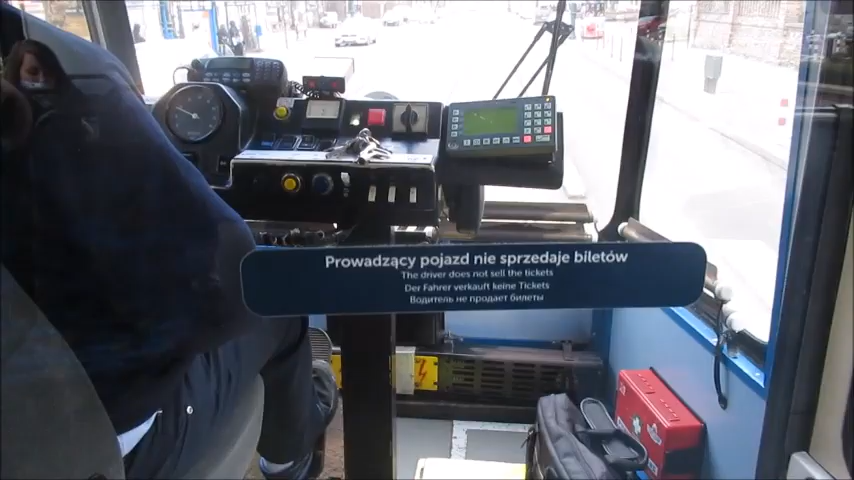 Prowadzący pojazd nie sprzedaje biletów
The driver does not sell the tickets
Der Fahrer verkauft keine Tickets
Водитель не продает билеты